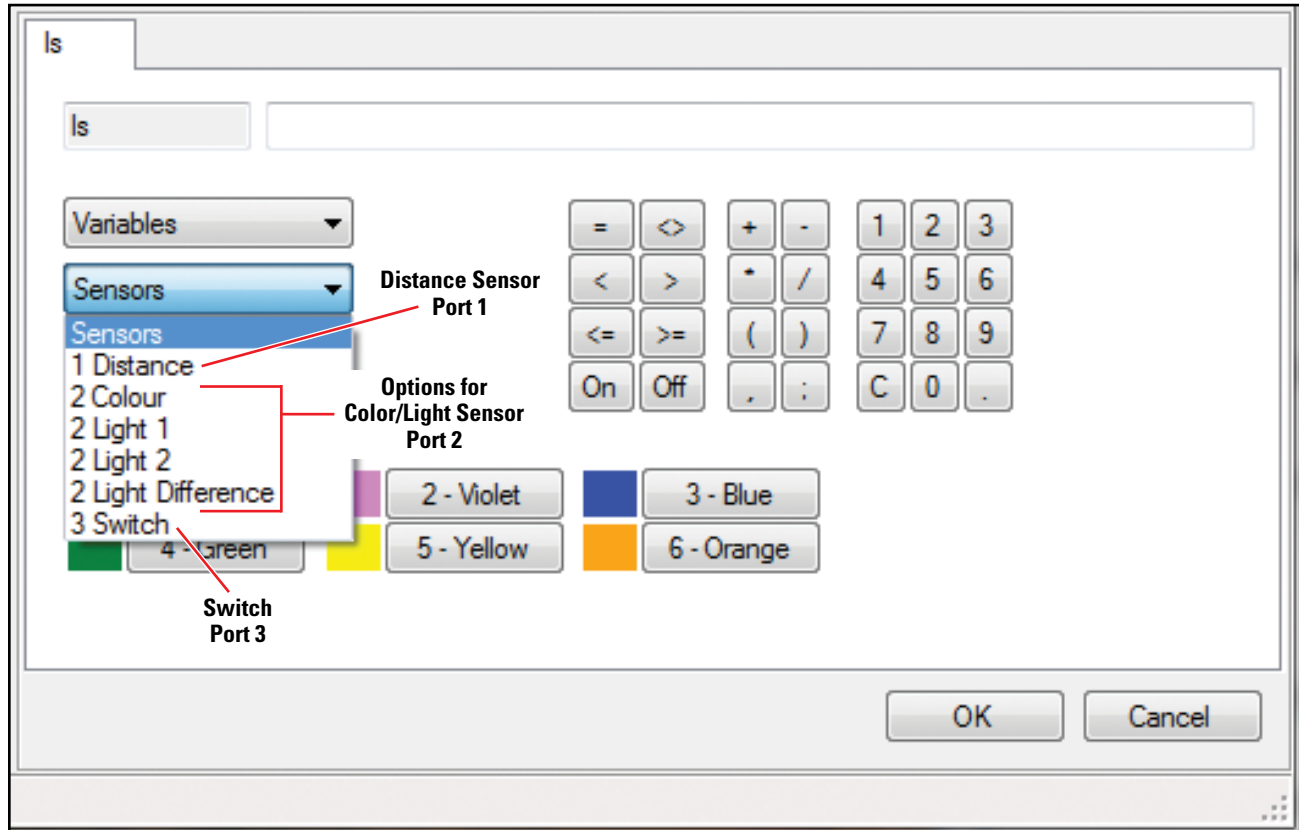 Is
Is
Variables
Sensors
Sensors
1 Distance
2 Colour
2 Light 1
2 Light 2
2 Light Difference
3 Switch
Distance Sensor
Port 1
Options for
Color/Light Sensor
Port 2
Switch
Port 3
= <> + - 1 2 3
< > * / 4 5 6
<= >= ( ) 7 8 9
On Off , ; C 0 .
2 - Violet 3 - Blue
4 - Green 5 - Yellow 6 - Orange
OK Cancel